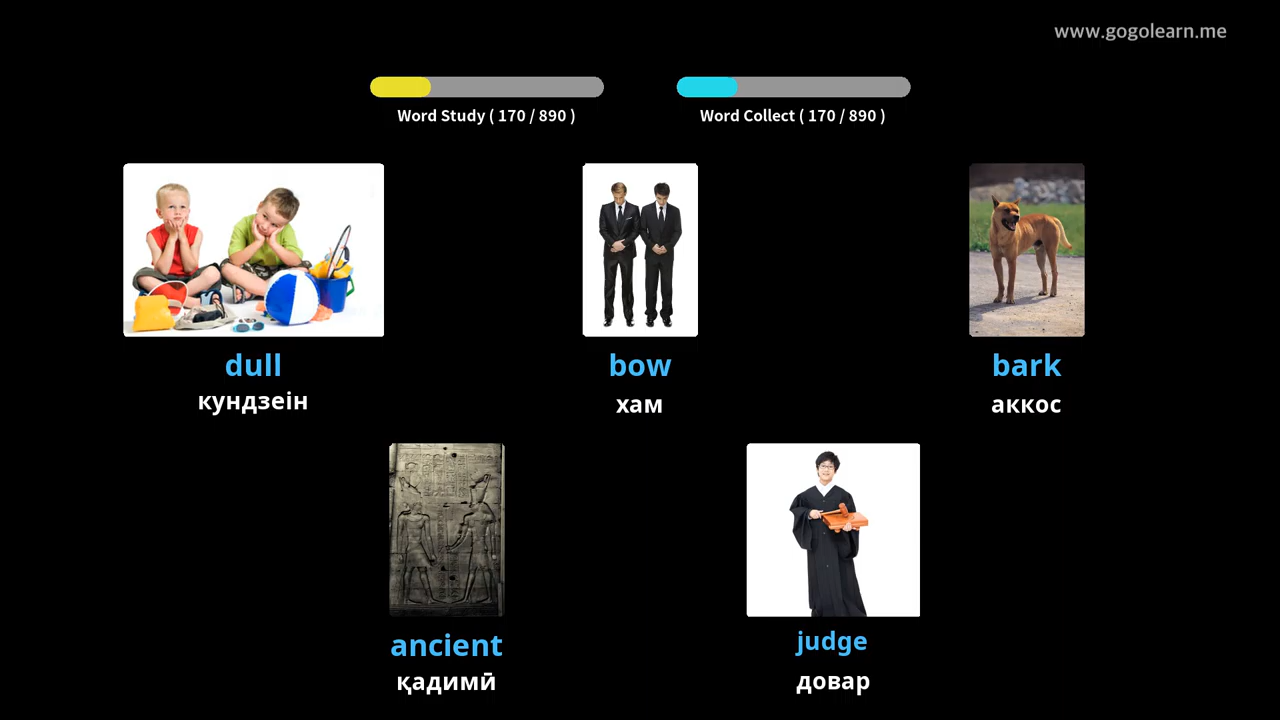 www.gogolearn.me
Word Study ( 170 / 890 )
Word Collect ( 170 / 890 )
dull
кундзеін
bow
хам
bark
аккос
ancient
қадимӣ
judge
довар